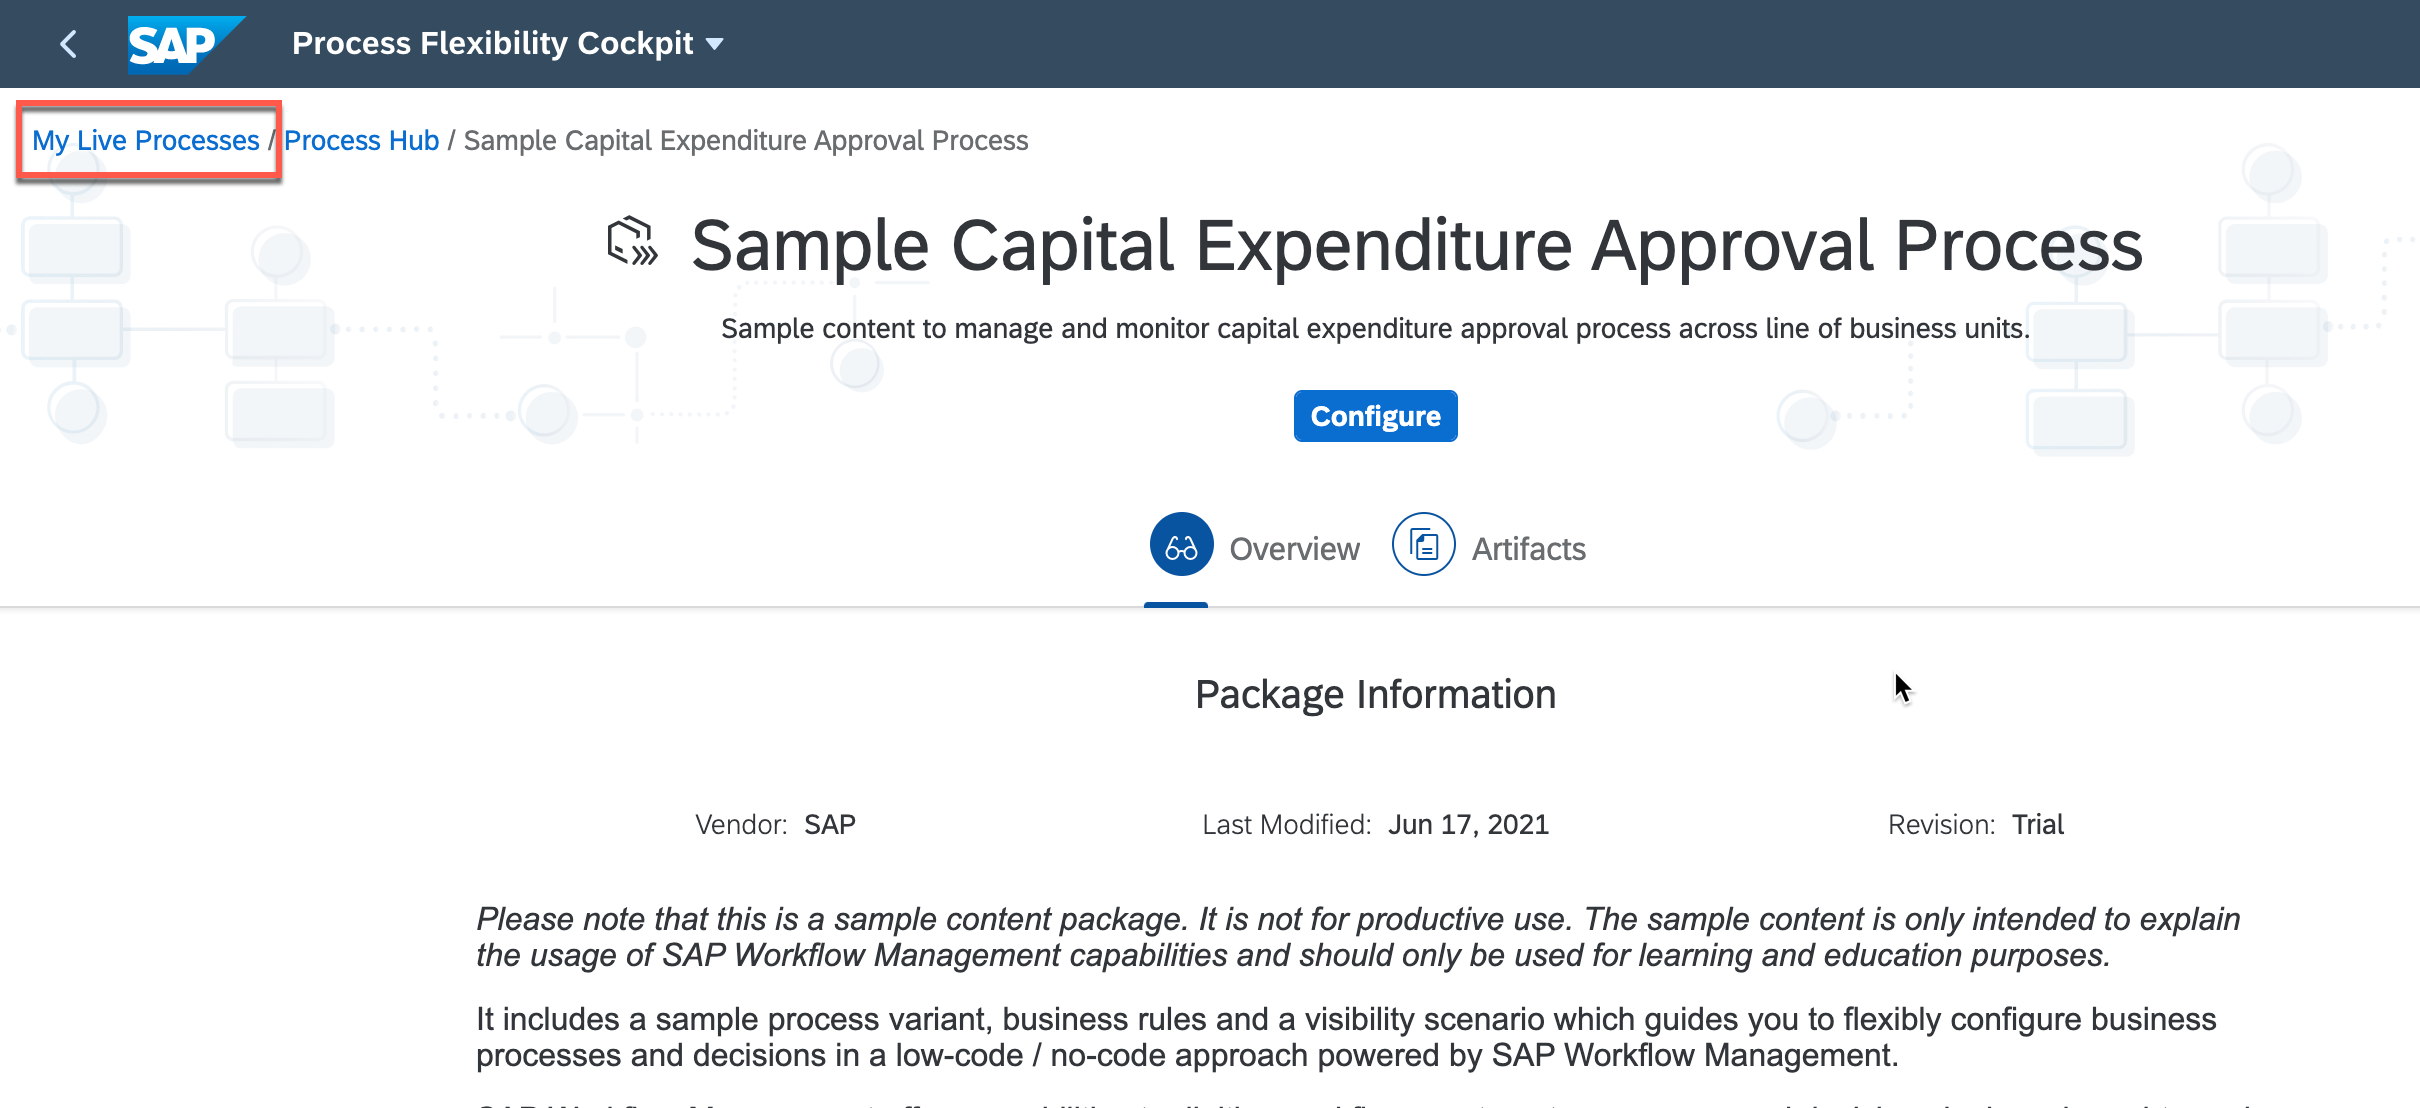 SAP Process Flexibility Cockpit
My Live Processes / Process Hub / Sample Capital Expenditure Approval Process
Sample Capital Expenditure Approval Process
Sample content to manage and monitor capital expenditure approval process across line of business units.
Configure
Overview Artifacts
Package Information
Vendor: SAP Last Modified: Jun 17, 2021 Revision: Trial
Please note that this is a sample content package. It is not for productive use. The sample content is only intended to explain
the usage of SAP Workflow Management capabilities and should only be used for learning and education purposes.
It includes a sample process variant, business rules and a visibility scenario which guides you to flexibly configure business
processes and decisions in a low-code / no-code approach powered by SAP Workflow Management.